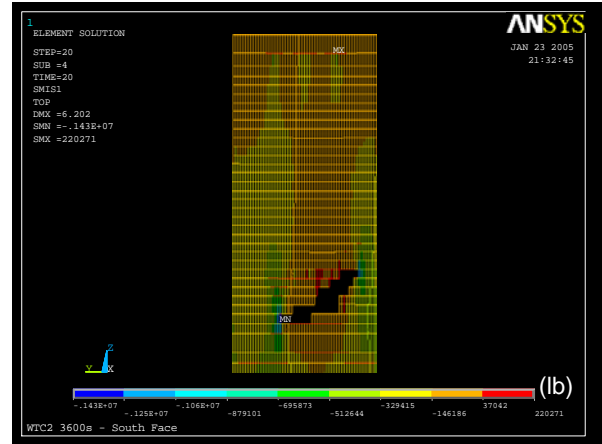 1
ELEMENT SOLUTION
STEP=20
SUB =4
TIME=20
SMIS1
TOP
DMX =6.202
SMN =-.143E+07
SMX =220271
ANSYS
JAN 23 2005
21:32:45
MX
MN
Z
Y X
(lb)
-.143E+07 -.125E+07 -.106E+07 -879101 -695873 -512644 -329415 -146186 37042 220271
WTC2 3600s - South Face